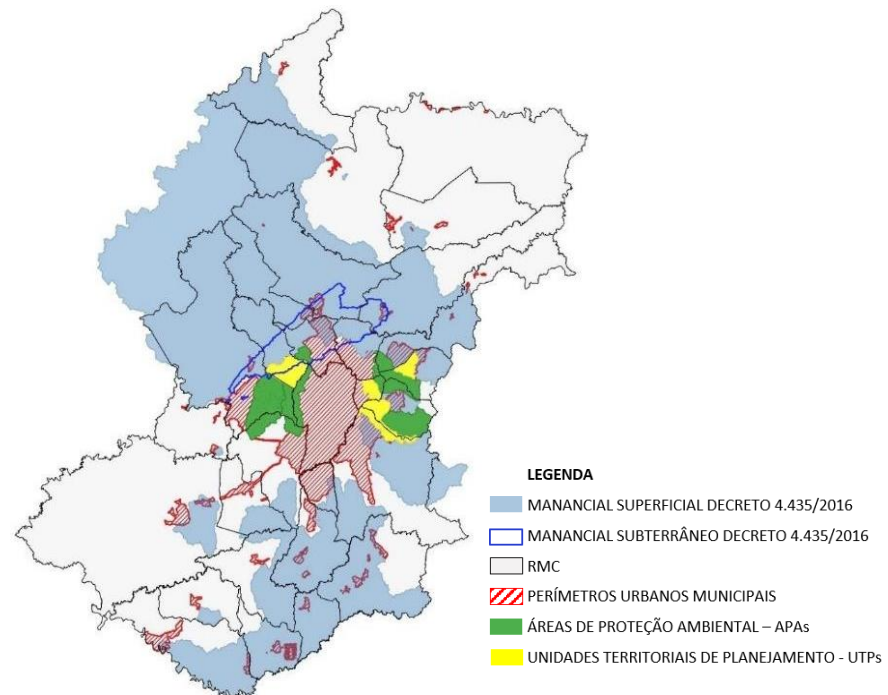 LEGENDA
MANANCIAL SUPERFICIAL DECRETO 4.435/2016
MANANCIAL SUBTERRÂNEO DECRETO 4.435/2016
RMC
PERÍMETROS URBANOS MUNICIPAIS
ÁREAS DE PROTEÇÃO AMBIENTAL – APAs
UNIDADES TERRITORIAIS DE PLANEJAMENTO - UTPs